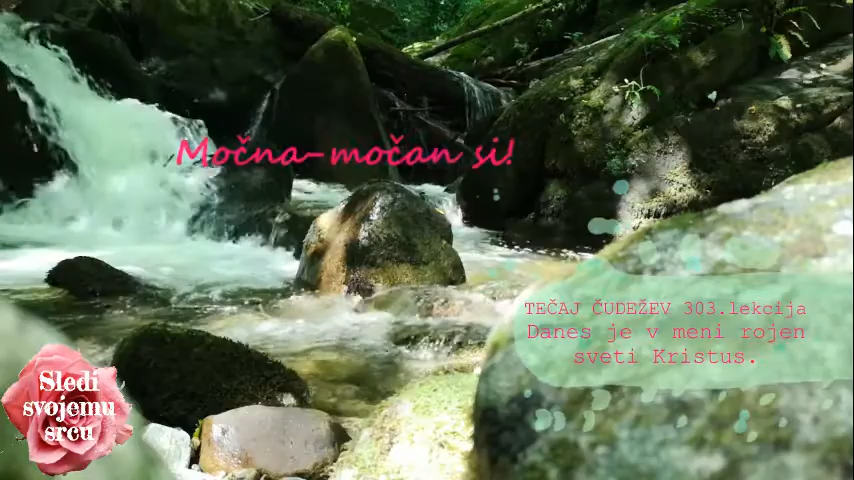 Močna-močan si!
TEČAJ ČUDEŽEV 303.lekcija
Danes je v meni rojen
sveti Kristus.
Sledi
svojemu
srcu